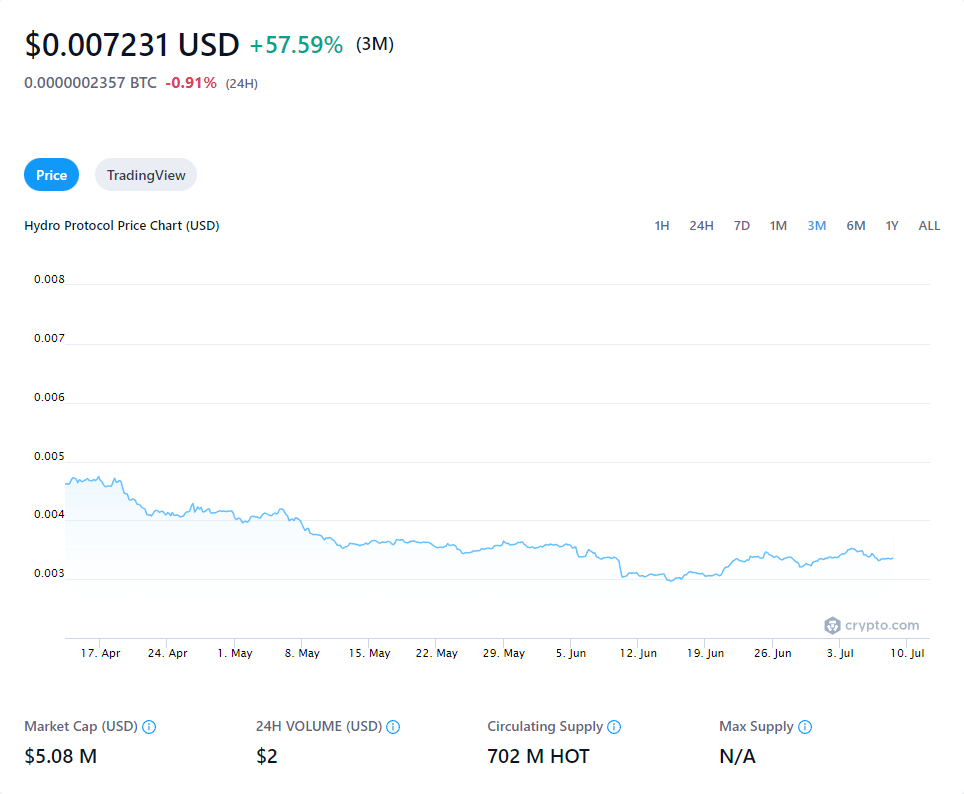 $0.007231 USD +57.59% (3M)
0.0000002357 BTC -0.91% (24H)
Price TradingView
Hydro Protocol Price Chart (USD) 1H 24H 7D 1M 3M 6M 1Y ALL
0.008
0.007
0.006
0.005
0.004
0.003
crypto.com
17. Apr 24. Apr 1. May 8. May 15. May 22. May 29. May 5. Jun 12. Jun 19. Jun 26. Jun 3. Jul 10. Jul
Market Cap (USD) 24H VOLUME (USD) Circulating Supply Max Supply
$5.08 M $2 702 M HOT N/A